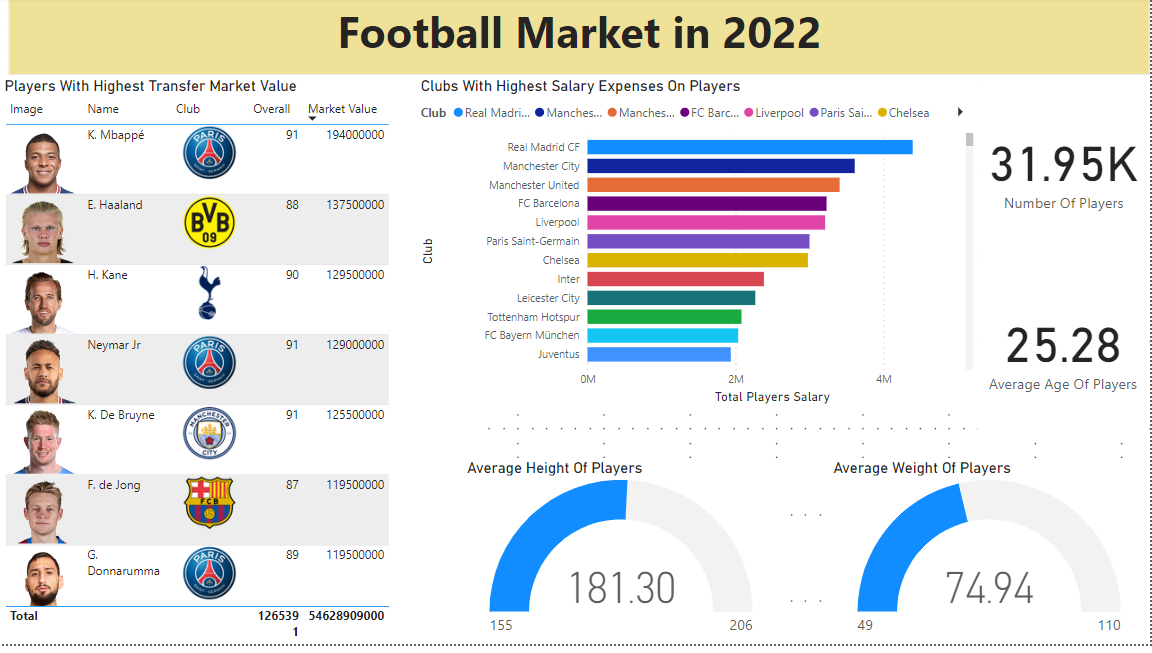 Football Market in 2022
Players With Highest Transfer Market Value
Image Name Club Overall Market Value
K. Mbappé PARIS SAINT-GERMAIN 91 194000000
E. Haaland BVB 09 88 137500000
H. Kane 90 129500000
Neymar Jr PARIS SAINT-GERMAIN 91 129000000
K. De Bruyne MANCHESTER CITY 91 125500000
F. de Jong FCB 87 119500000
G. Donnarumma PARIS SAINT-GERMAIN 89 119500000
Total 1265391 54628909000
Clubs With Highest Salary Expenses On Players
Club Real Madri... Manches... Manches... FC Barc... Liverpool Paris Sai... Chelsea
Club
Real Madrid CF
Manchester City
Manchester United
FC Barcelona
Liverpool
Paris Saint-Germain
Chelsea
Inter
Leicester City
Tottenham Hotspur
FC Bayern München
Juventus
0M 2M 4M
Total Players Salary
31.95K
Number Of Players
25.28
Average Age Of Players
Average Height Of Players
181.30
155 206
Average Weight Of Players
74.94
49 110